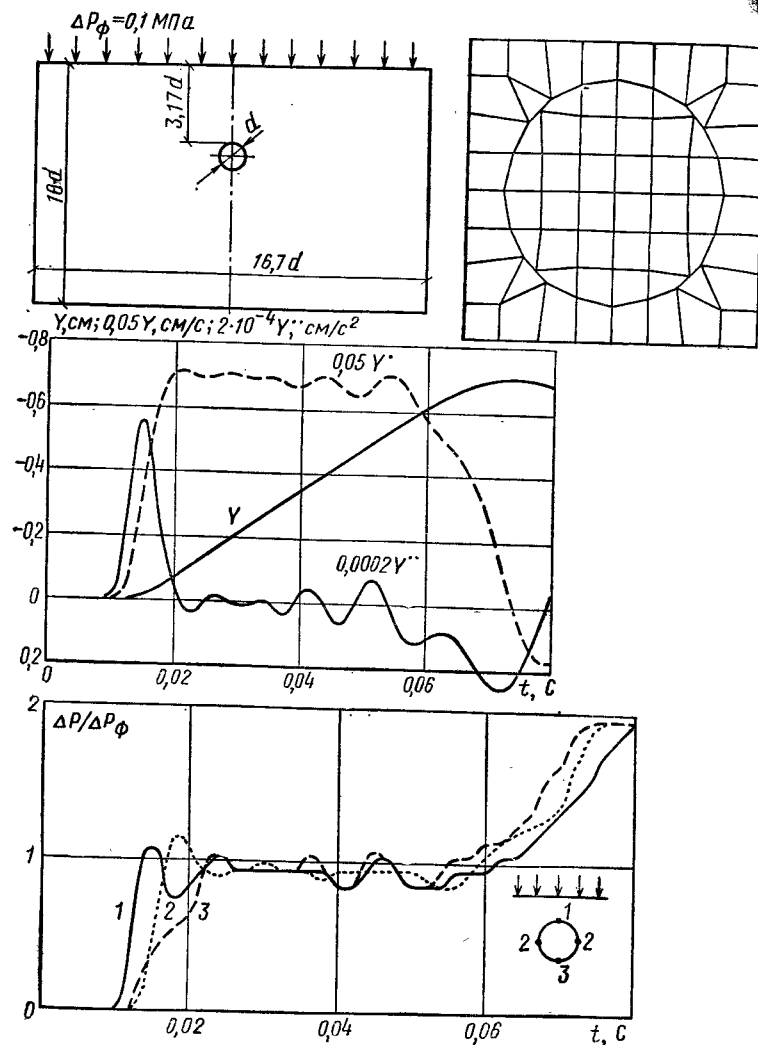 ΔPф=0,1 МПа
3,17d
d
18d
16,7d
Y, см; 0,05Y˙, см/с; 2·10⁻⁴Y¨, см/с²
-0,8
-0,6
-0,4
-0,2
0
0,2
0,05Y˙
Y
0,0002Y¨
0
0,02
0,04
0,06
t, с
2
1
0
ΔP/ΔPф
1
2
3
1
2
2
3
0,02
0,04
0,06
t, с